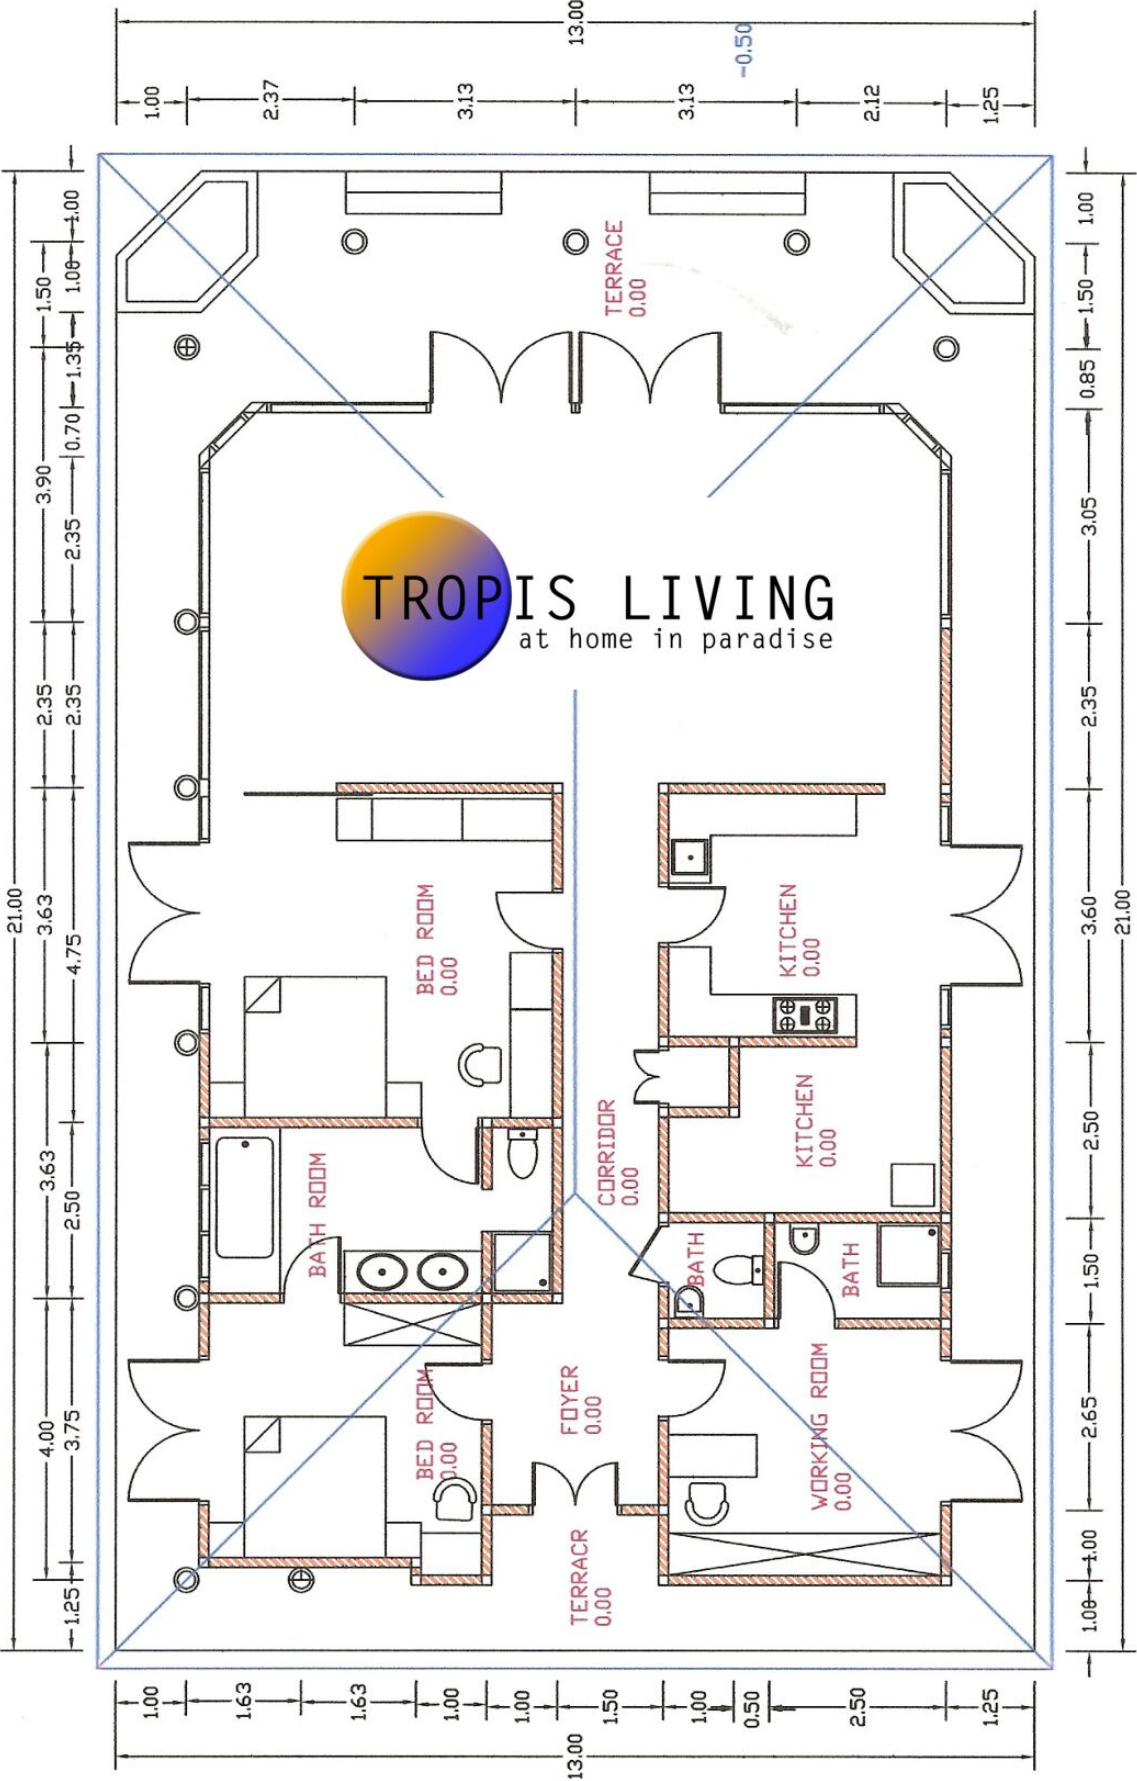 13.00
-0.50
1.00 2.37 3.13 3.13 2.12 1.25
21.00
1.50
3.90
2.35
3.63
3.63
4.00
1.00
1.00
1.35
0.70
2.35
2.35
4.75
2.50
3.75
1.25
TERRACE
0.00
TROPIS LIVING
at home in paradise
BED ROOM
0.00
KITCHEN
0.00
KITCHEN
0.00
CORRIDOR
0.00
BATH ROOM
BATH
BATH
BED ROOM
0.00
FOYER
0.00
WORKING ROOM
0.00
TERRACR
0.00
1.00
1.50
0.85
3.05
2.35
3.60
2.50
1.50
2.65
1.00
1.00
21.00
1.00 1.63 1.63 1.00 1.00 1.50 1.00 0.50 2.50 1.25
13.00